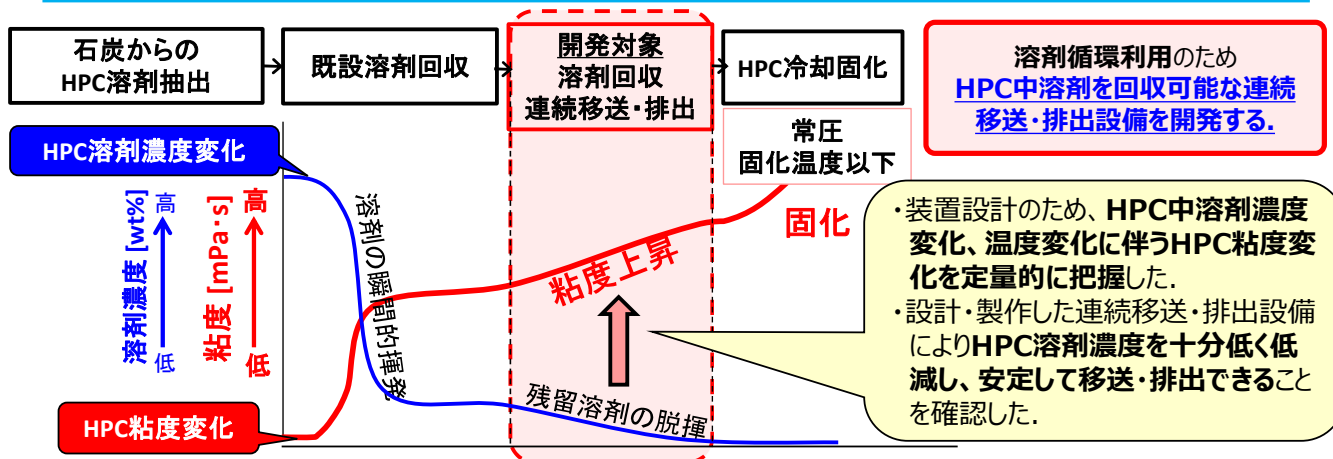 石炭からの
HPC溶剤抽出
既設溶剤回収
開発対象
溶剤回収
連続移送・排出
HPC冷却固化
溶剤循環利用のため
HPC中溶剤を回収可能な連続
移送・排出設備を開発する.
常圧
固化温度以下
HPC溶剤濃度変化
溶剤濃度 [wt%]
高
低
粘度 [mPa・s]
高
低
溶剤の瞬間的揮発
粘度上昇
固化
残留溶剤の脱揮
HPC粘度変化
・装置設計のため、HPC中溶剤濃度
変化、温度変化に伴うHPC粘度変
化を定量的に把握した.
・設計・製作した連続移送・排出設備
によりHPC溶剤濃度を十分低く低
減し、安定して移送・排出できること
を確認した.